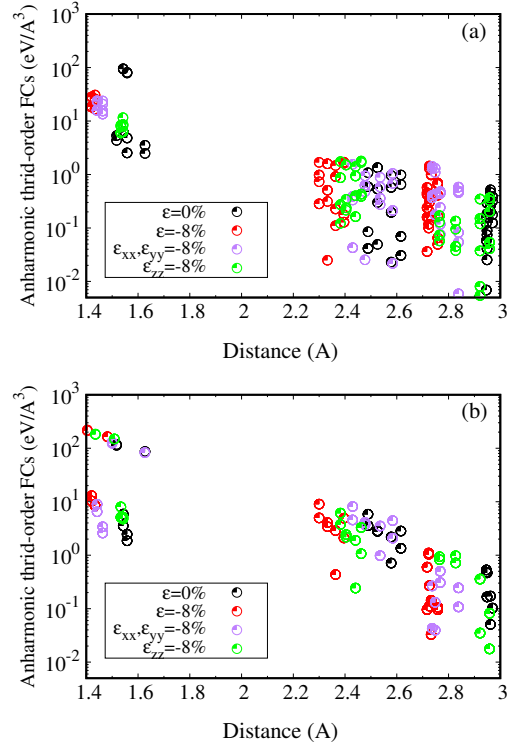 (a)
Anharmonic thrid-order FCs (eV/A³)
10³
10²
10¹
10⁰
10⁻¹
10⁻²
ε=0%
ε=-8%
εxx,εyy=-8%
εzz=-8%
1.4 1.6 1.8 2 2.2 2.4 2.6 2.8 3
Distance (A)
(b)
Anharmonic thrid-order FCs (eV/A³)
10³
10²
10¹
10⁰
10⁻¹
10⁻²
ε=0%
ε=-8%
εxx,εyy=-8%
εzz=-8%
1.4 1.6 1.8 2 2.2 2.4 2.6 2.8 3
Distance (A)